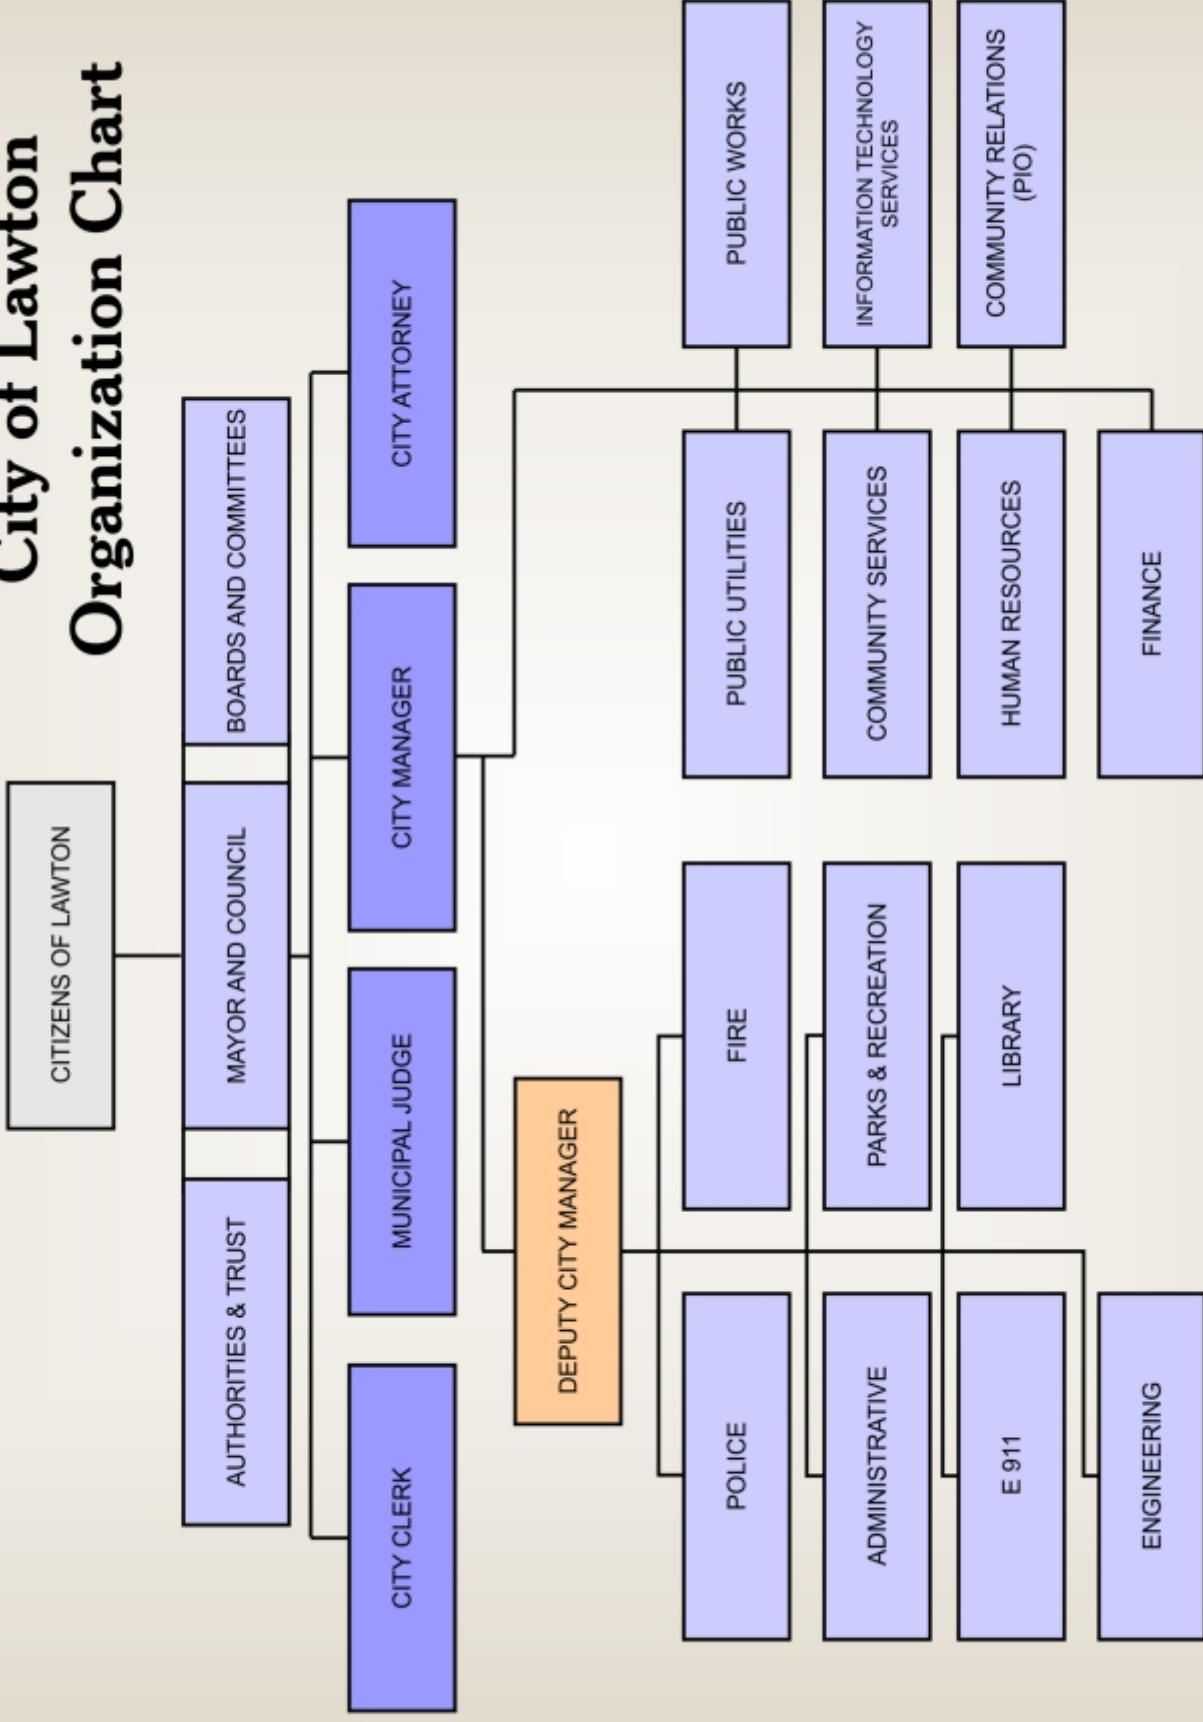 City of Lawton
Organization Chart
CITIZENS OF LAWTON
AUTHORITIES & TRUST
MAYOR AND COUNCIL
BOARDS AND COMMITTEES
CITY CLERK
MUNICIPAL JUDGE
CITY MANAGER
CITY ATTORNEY
DEPUTY CITY MANAGER
POLICE
FIRE
PUBLIC UTILITIES
PUBLIC WORKS
ADMINISTRATIVE
PARKS & RECREATION
COMMUNITY SERVICES
INFORMATION TECHNOLOGY
SERVICES
E 911
LIBRARY
HUMAN RESOURCES
COMMUNITY RELATIONS
(PIO)
ENGINEERING
FINANCE